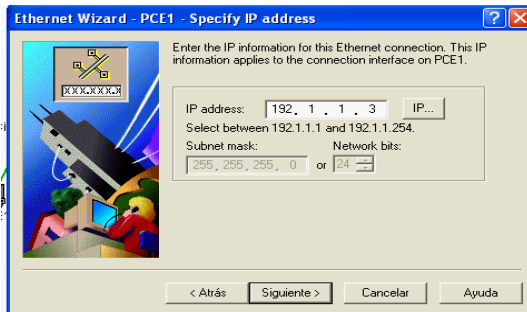 Ethernet Wizard - PCE1 - Specify IP address
Enter the IP information for this Ethernet connection. This IP
information applies to the connection interface on PCE1.
XXX.XXX.X
IP address: 192 . 1 . 1 . 3 IP...
Select between 192.1.1.1 and 192.1.1.254.
Subnet mask: Network bits:
255 . 255 . 255 . 0 or 24
< Atrás Siguiente > Cancelar Ayuda